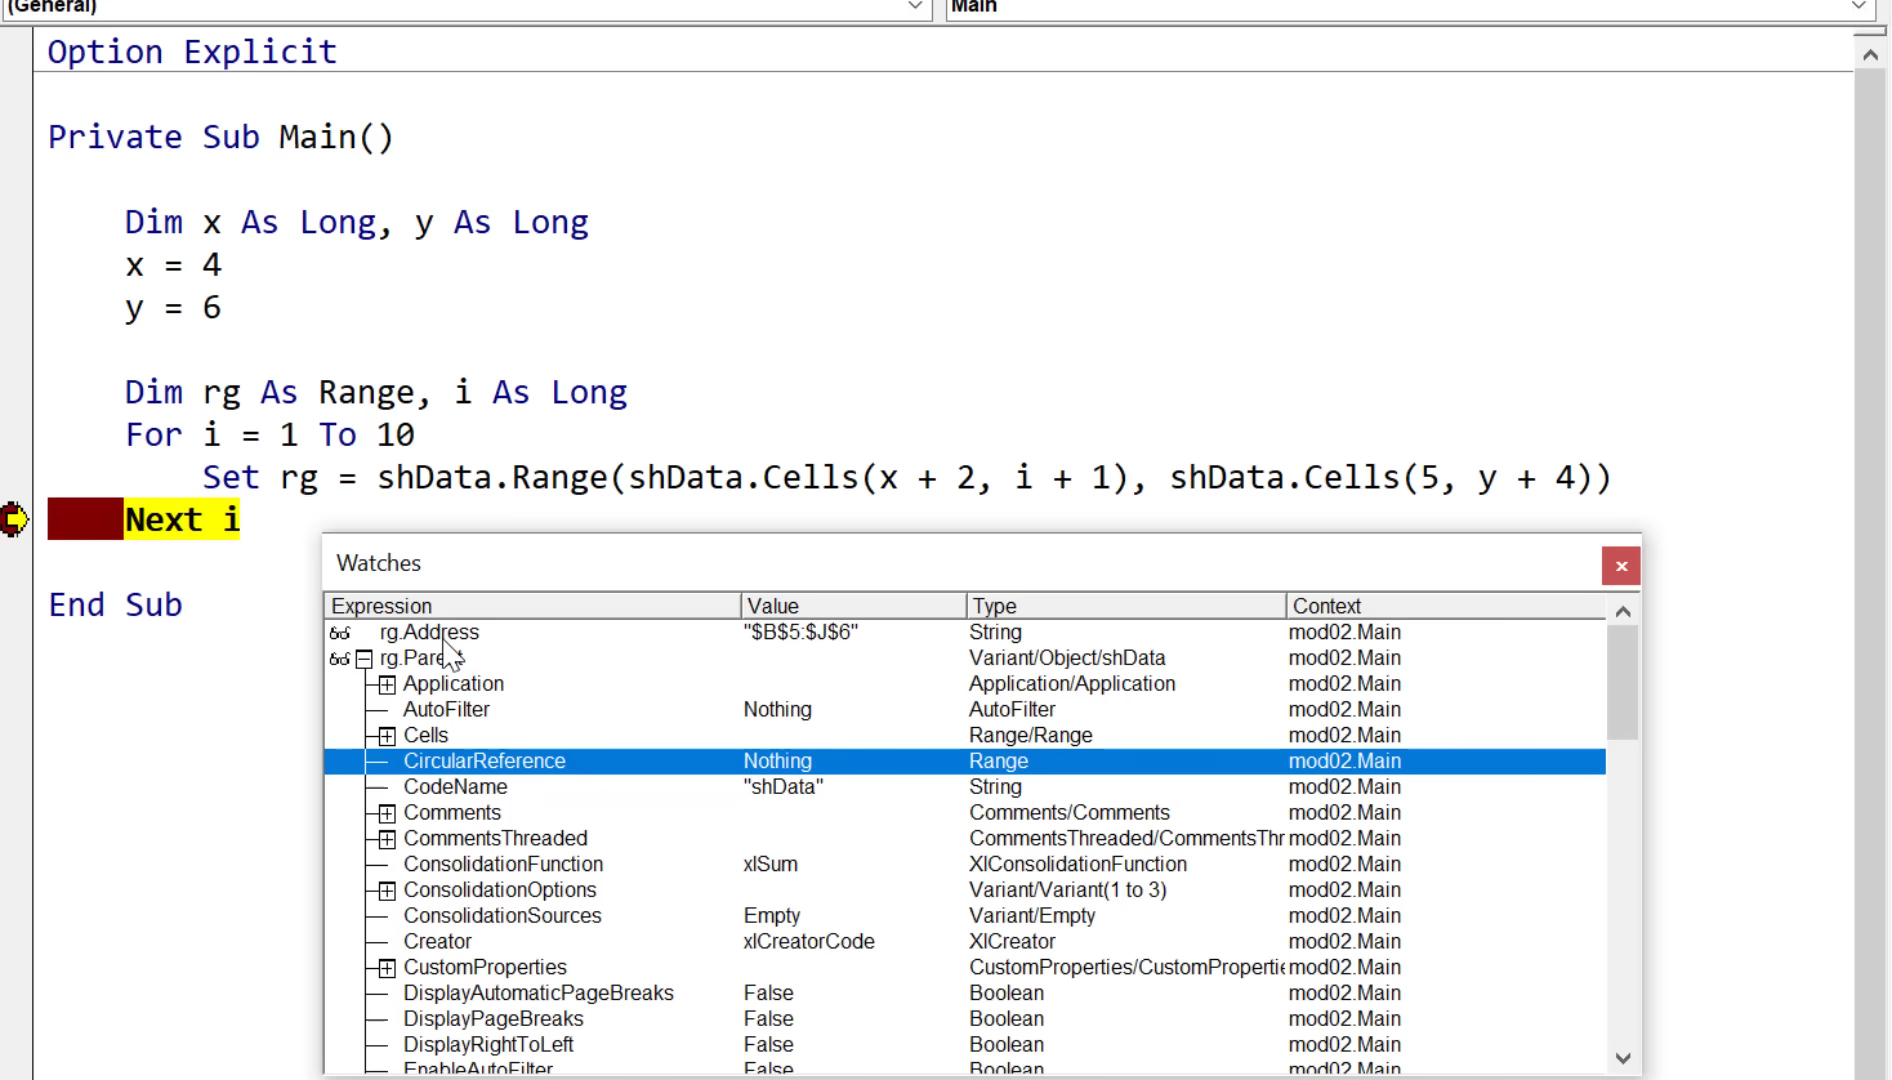 (General) Main
Option Explicit
Private Sub Main()
Dim x As Long, y As Long
x = 4
y = 6
Dim rg As Range, i As Long
For i = 1 To 10
Set rg = shData.Range(shData.Cells(x + 2, i + 1), shData.Cells(5, y + 4))
Next i
End Sub
Watches
Expression Value Type Context
rg.Address "$B$5:$J$6" String mod02.Main
rg.Parent Variant/Object/shData mod02.Main
Application Application/Application mod02.Main
AutoFilter Nothing AutoFilter mod02.Main
Cells Range/Range mod02.Main
CircularReference Nothing Range mod02.Main
CodeName "shData" String mod02.Main
Comments Comments/Comments mod02.Main
CommentsThreaded CommentsThreaded/CommentsThr mod02.Main
ConsolidationFunction xlSum XlConsolidationFunction mod02.Main
ConsolidationOptions Variant/Variant(1 to 3) mod02.Main
ConsolidationSources Empty Variant/Empty mod02.Main
Creator xlCreatorCode XlCreator mod02.Main
CustomProperties CustomProperties/CustomPropertie mod02.Main
DisplayAutomaticPageBreaks False Boolean mod02.Main
DisplayPageBreaks False Boolean mod02.Main
DisplayRightToLeft False Boolean mod02.Main
EnableAutoFilter False Boolean mod02.Main